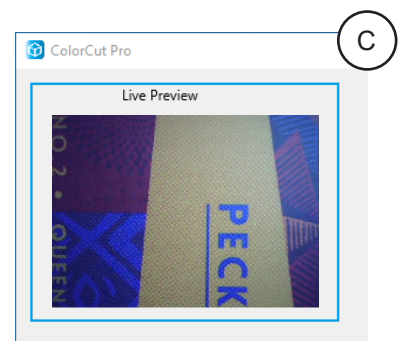 C
ColorCut Pro
Live Preview
NO.2 • QUEEN
PECK